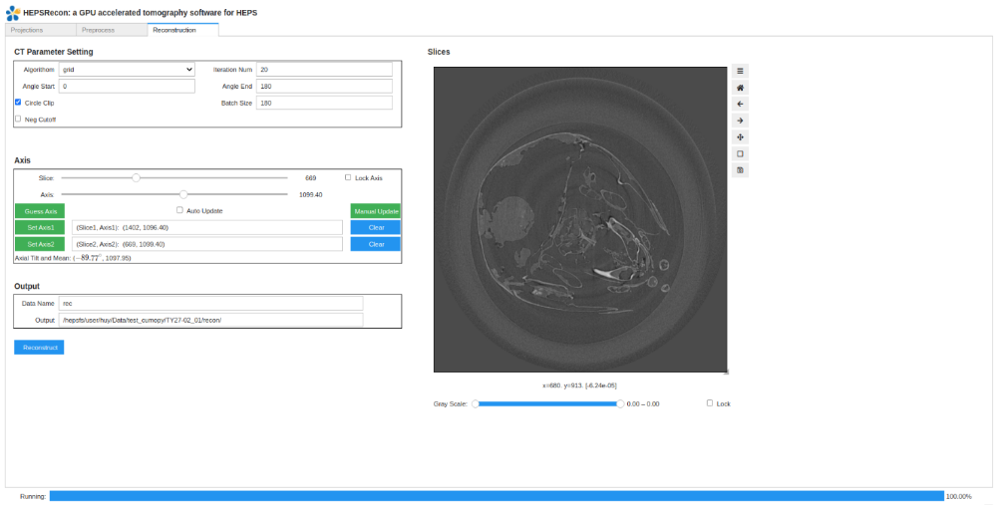 HEPSRecon: a GPU accelerated tomography software for HEPS
Projections Preprocess Reconstruction
CT Parameter Setting
Algorithom grid Iteration Num 20
Angle Start 0 Angle End 180
Circle Clip Batch Size 180
Neg Cutoff
Axis
Slice: 669 Lock Axis
Axis: 1099.40
Guess Axis Auto Update Manual Update
Set Axis1 (Slice1, Axis1): (1402, 1096.40) Clear
Set Axis2 (Slice2, Axis2): (669, 1099.40) Clear
Axial Tilt and Mean: (−89.77°, 1097.95)
Output
Data Name rec
Output /hepsfs/user/huy/Data/test_cumopy/TY27-02_01/recon/
Reconstruct
Slices
x=680. y=913. [-6.24e-05]
Gray Scale: 0.00 – 0.00 Lock
Running: 100.00%